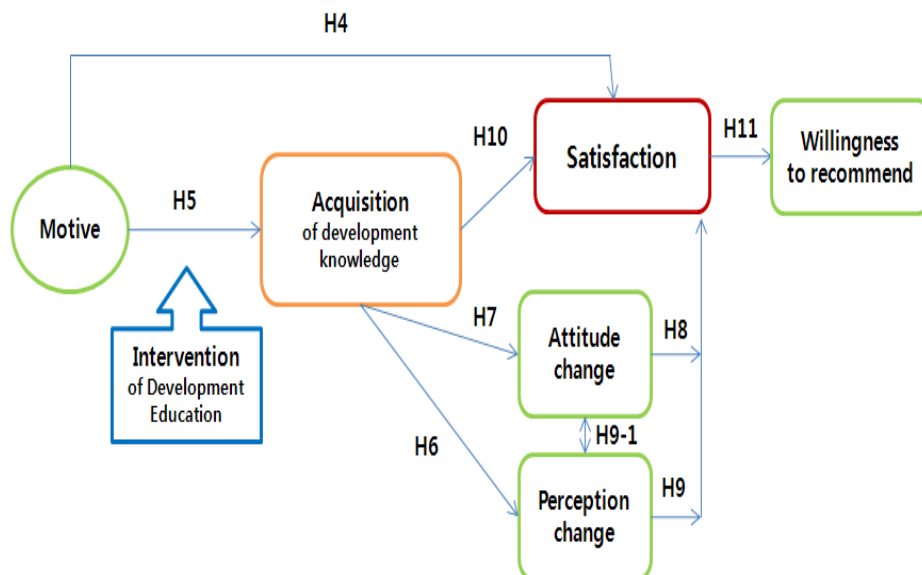 H4
H10
H11
Satisfaction
Willingness
to recommend
H5
Motive
Acquisition
of development
knowledge
H7
H8
Attitude
change
Intervention
of Development
Education
H6
H9-1
H9
Perception
change